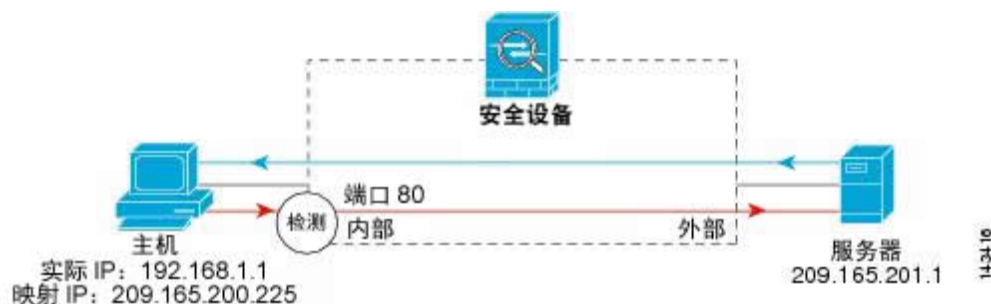 安全设备
端口 80
检测
内部
外部
主机
实际 IP：192.168.1.1
映射 IP：209.165.200.225
服务器
209.165.201.1